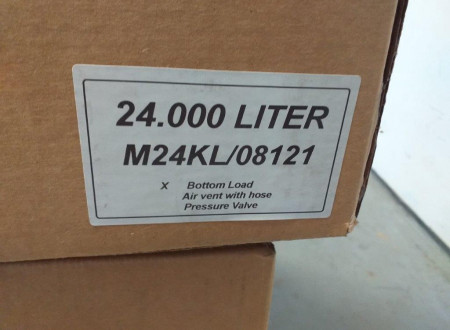 24.000 LITER
M24KL/08121
X Bottom Load
Air vent with hose
Pressure Valve